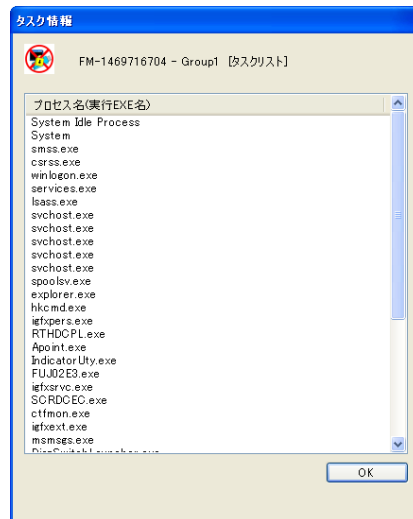 タスク情報
FM-1469716704 - Group1 [タスクリスト]
プロセス名(実行EXE名)
System Idle Process
System
smss.exe
csrss.exe
winlogon.exe
services.exe
lsass.exe
svchost.exe
svchost.exe
svchost.exe
svchost.exe
svchost.exe
spoolsv.exe
explorer.exe
hkcmd.exe
igfxpers.exe
RTHDCPL.exe
Apoint.exe
IndicatorUty.exe
FUJ02E3.exe
igfxsrvc.exe
SCRDCEC.exe
ctfmon.exe
igfxext.exe
msmsgs.exe
OK